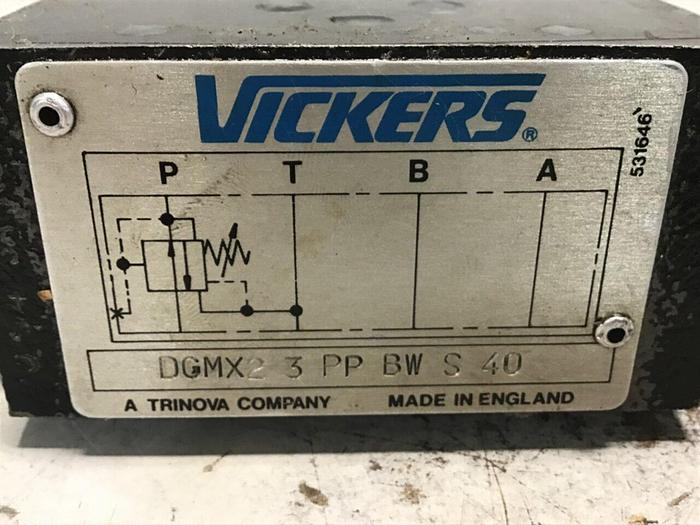 VICKERS®
531646
P T B A
DGMX2 3 PP BW S 40
A TRINOVA COMPANY MADE IN ENGLAND